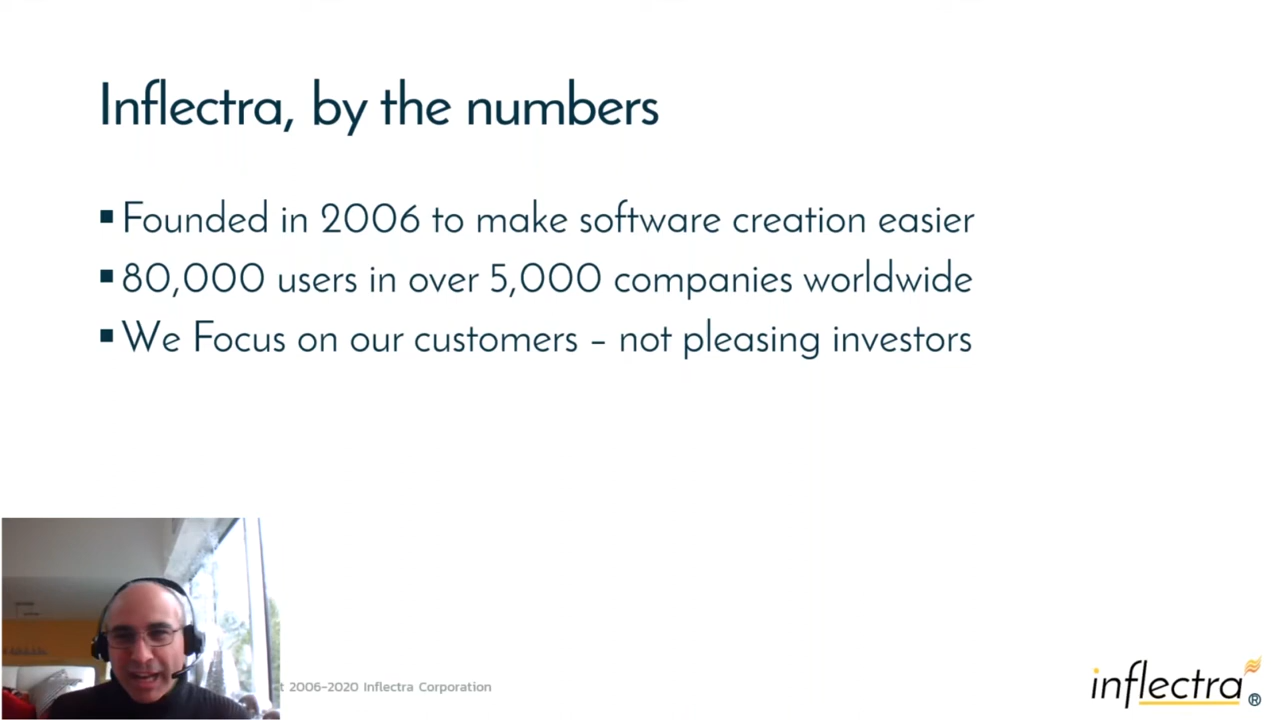 Inflectra, by the numbers
▪ Founded in 2006 to make software creation easier
▪ 80,000 users in over 5,000 companies worldwide
▪ We Focus on our customers – not pleasing investors
2006-2020 Inflectra Corporation
inflectra®